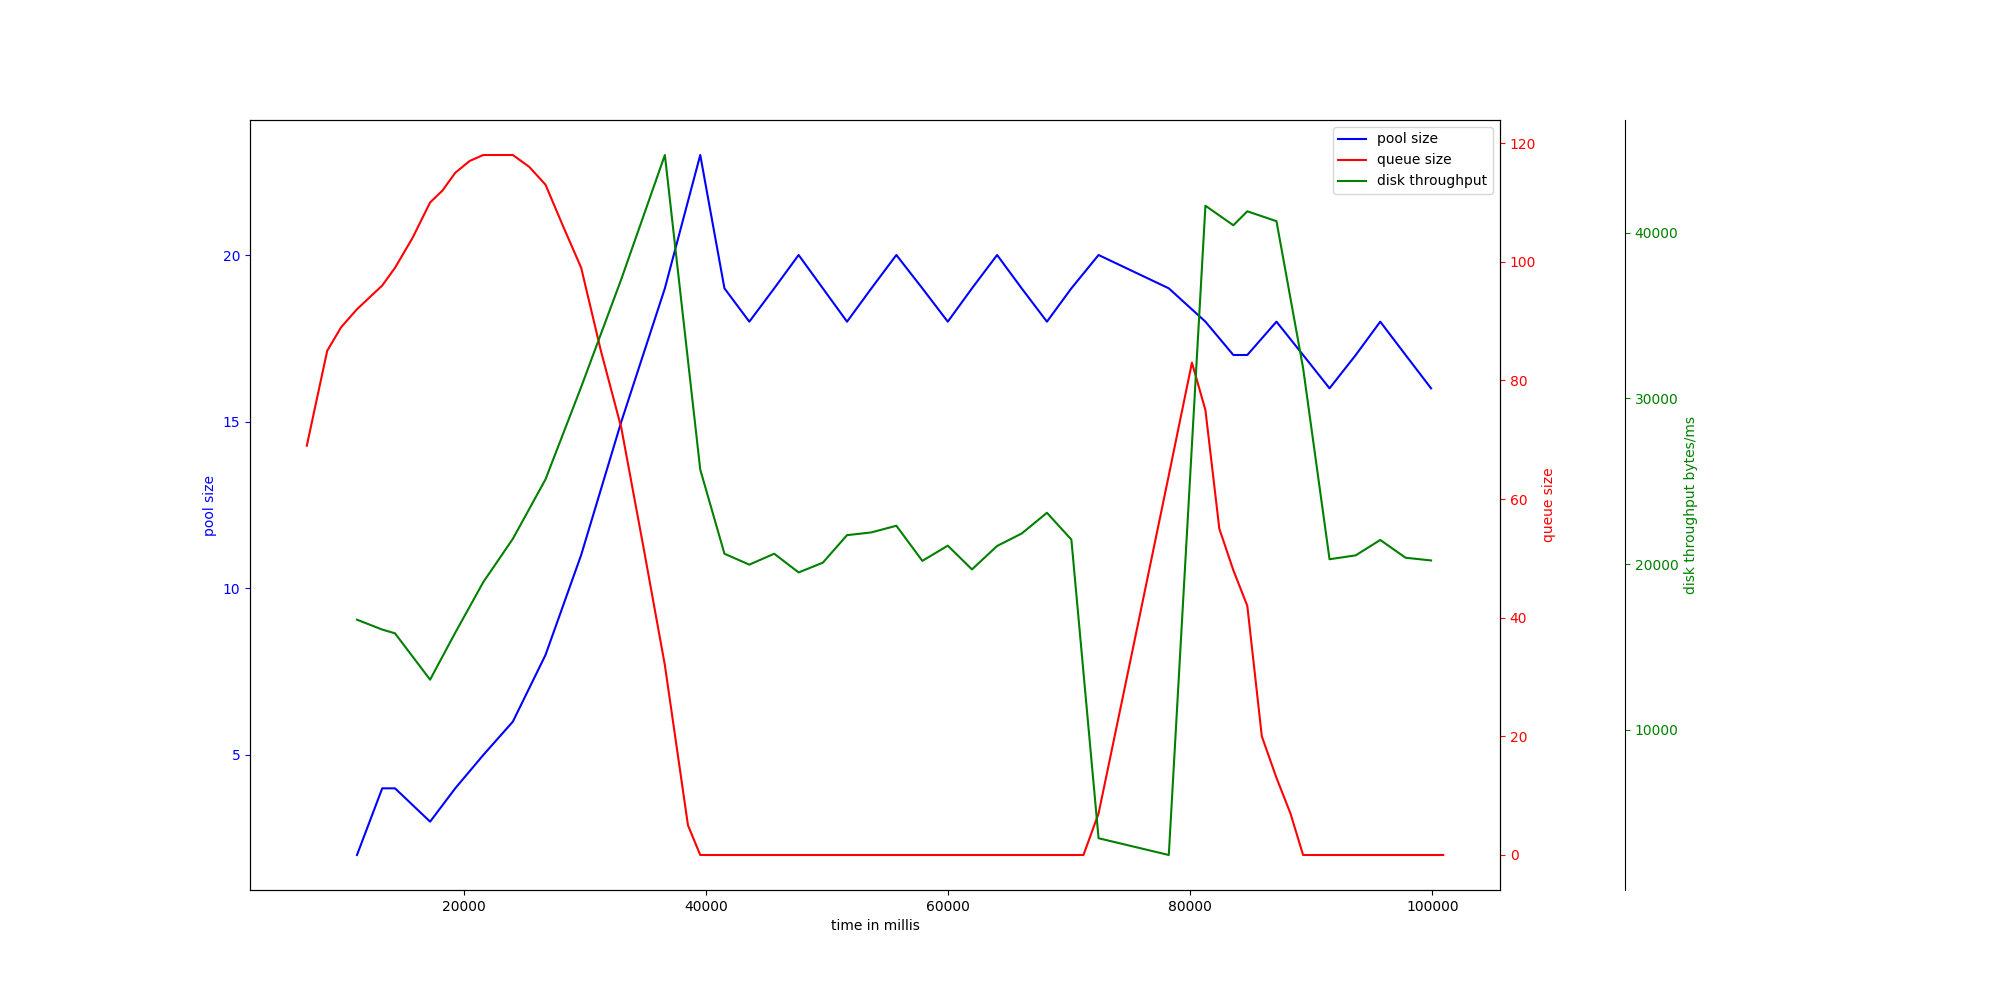 pool size
queue size
disk throughput
20
15
10
5
pool size
120
100
80
60
40
20
0
queue size
40000
30000
20000
10000
disk throughput bytes/ms
20000 40000 60000 80000 100000
time in millis